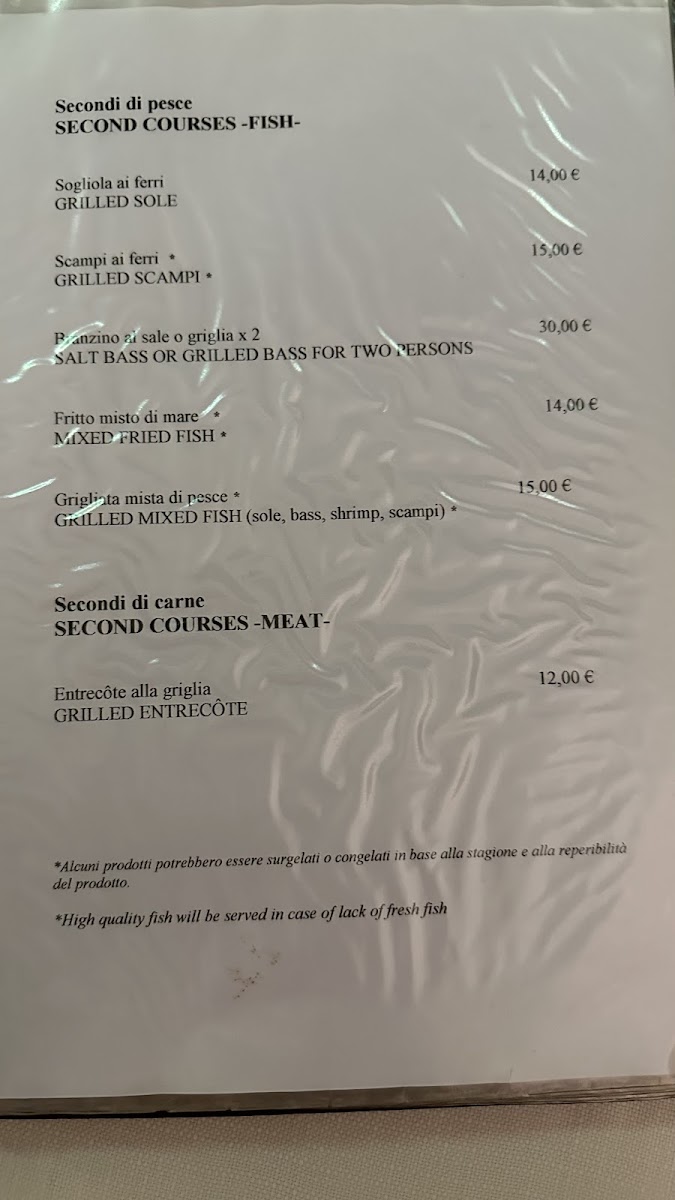 Secondi di pesce
SECOND COURSES -FISH-
Sogliola ai ferri 14,00 €
GRILLED SOLE
Scampi ai ferri * 15,00 €
GRILLED SCAMPI *
Branzino al sale o griglia x 2 30,00 €
SALT BASS OR GRILLED BASS FOR TWO PERSONS
Fritto misto di mare * 14,00 €
MIXED FRIED FISH *
Grigliata mista di pesce * 15,00 €
GRILLED MIXED FISH (sole, bass, shrimp, scampi) *
Secondi di carne
SECOND COURSES -MEAT-
Entrecôte alla griglia 12,00 €
GRILLED ENTRECÔTE
*Alcuni prodotti potrebbero essere surgelati o congelati in base alla stagione e alla reperibilità
del prodotto.
*High quality fish will be served in case of lack of fresh fish